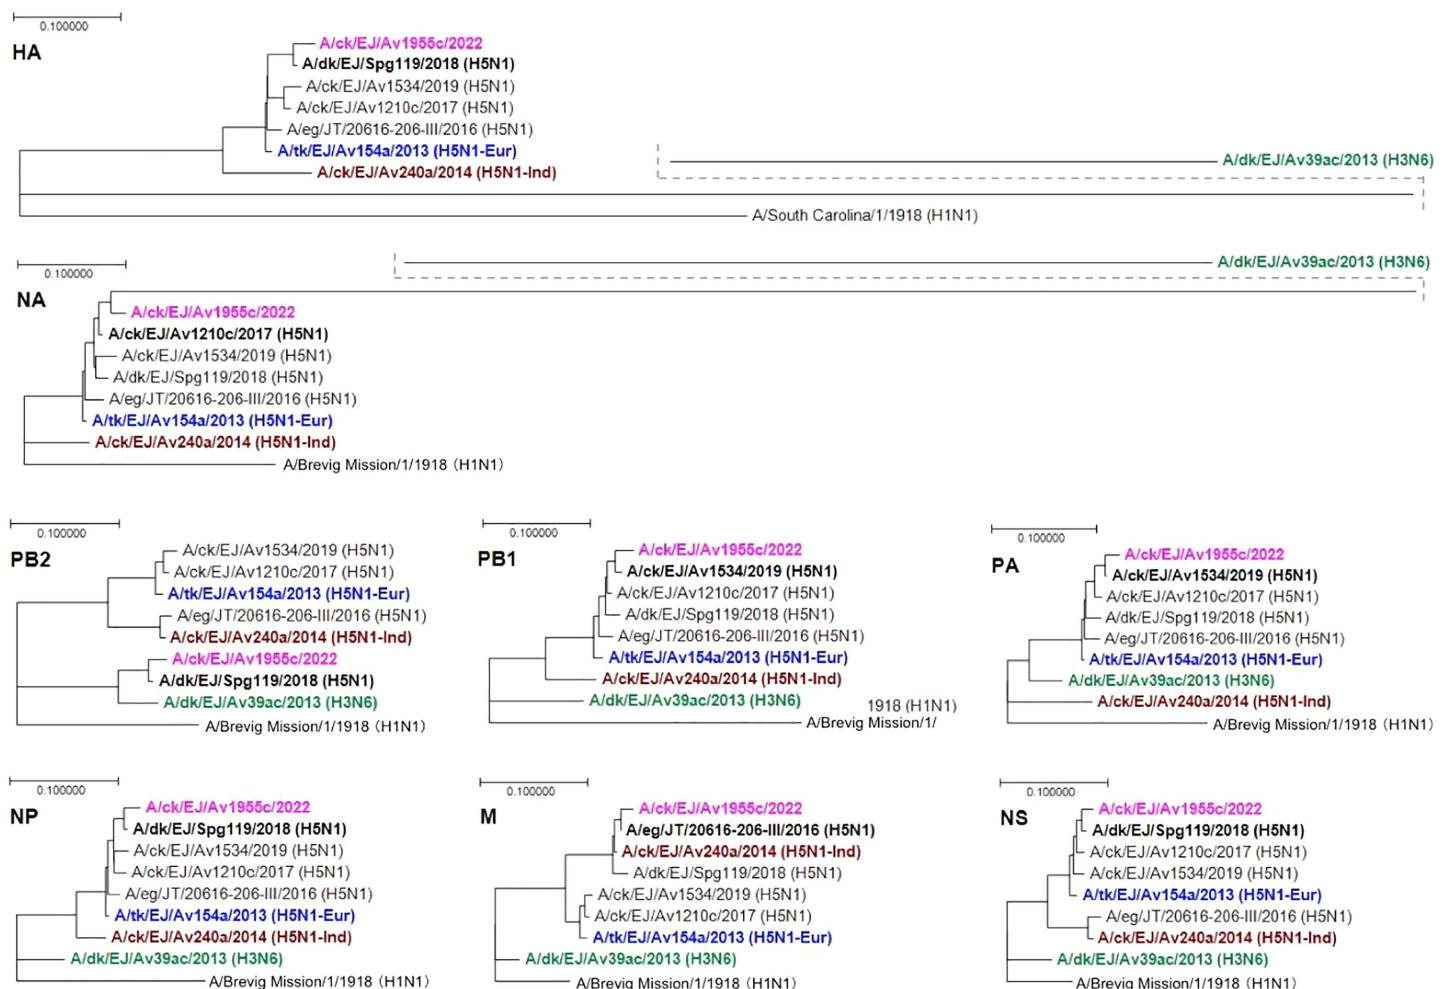 0.100000
HA
A/ck/EJ/Av1955c/2022
A/dk/EJ/Spg119/2018 (H5N1)
A/ck/EJ/Av1534/2019 (H5N1)
A/ck/EJ/Av1210c/2017 (H5N1)
A/eg/JT/20616-206-III/2016 (H5N1)
A/tk/EJ/Av154a/2013 (H5N1-Eur)
A/dk/EJ/Av39ac/2013 (H3N6)
A/ck/EJ/Av240a/2014 (H5N1-Ind)
A/South Carolina/1/1918 (H1N1)
0.100000
A/dk/EJ/Av39ac/2013 (H3N6)
NA
A/ck/EJ/Av1955c/2022
A/ck/EJ/Av1210c/2017 (H5N1)
A/ck/EJ/Av1534/2019 (H5N1)
A/dk/EJ/Spg119/2018 (H5N1)
A/eg/JT/20616-206-III/2016 (H5N1)
A/tk/EJ/Av154a/2013 (H5N1-Eur)
A/ck/EJ/Av240a/2014 (H5N1-Ind)
A/Brevig Mission/1/1918 (H1N1)
0.100000
PB2
A/ck/EJ/Av1534/2019 (H5N1)
A/ck/EJ/Av1210c/2017 (H5N1)
A/tk/EJ/Av154a/2013 (H5N1-Eur)
A/eg/JT/20616-206-III/2016 (H5N1)
A/ck/EJ/Av240a/2014 (H5N1-Ind)
A/ck/EJ/Av1955c/2022
A/dk/EJ/Spg119/2018 (H5N1)
A/dk/EJ/Av39ac/2013 (H3N6)
A/Brevig Mission/1/1918 (H1N1)
0.100000
PB1
A/ck/EJ/Av1955c/2022
A/ck/EJ/Av1534/2019 (H5N1)
A/ck/EJ/Av1210c/2017 (H5N1)
A/dk/EJ/Spg119/2018 (H5N1)
A/eg/JT/20616-206-III/2016 (H5N1)
A/tk/EJ/Av154a/2013 (H5N1-Eur)
A/ck/EJ/Av240a/2014 (H5N1-Ind)
A/dk/EJ/Av39ac/2013 (H3N6)
1918 (H1N1)
A/Brevig Mission/1/
0.100000
PA
A/ck/EJ/Av1955c/2022
A/ck/EJ/Av1534/2019 (H5N1)
A/ck/EJ/Av1210c/2017 (H5N1)
A/dk/EJ/Spg119/2018 (H5N1)
A/eg/JT/20616-206-III/2016 (H5N1)
A/tk/EJ/Av154a/2013 (H5N1-Eur)
A/dk/EJ/Av39ac/2013 (H3N6)
A/ck/EJ/Av240a/2014 (H5N1-Ind)
A/Brevig Mission/1/1918 (H1N1)
0.100000
NP
A/ck/EJ/Av1955c/2022
A/dk/EJ/Spg119/2018 (H5N1)
A/ck/EJ/Av1534/2019 (H5N1)
A/ck/EJ/Av1210c/2017 (H5N1)
A/eg/JT/20616-206-III/2016 (H5N1)
A/tk/EJ/Av154a/2013 (H5N1-Eur)
A/ck/EJ/Av240a/2014 (H5N1-Ind)
A/dk/EJ/Av39ac/2013 (H3N6)
A/Brevig Mission/1/1918 (H1N1)
0.100000
M
A/ck/EJ/Av1955c/2022
A/eg/JT/20616-206-III/2016 (H5N1)
A/ck/EJ/Av240a/2014 (H5N1-Ind)
A/dk/EJ/Spg119/2018 (H5N1)
A/ck/EJ/Av1534/2019 (H5N1)
A/ck/EJ/Av1210c/2017 (H5N1)
A/tk/EJ/Av154a/2013 (H5N1-Eur)
A/dk/EJ/Av39ac/2013 (H3N6)
A/Brevig Mission/1/1918 (H1N1)
0.100000
NS
A/ck/EJ/Av1955c/2022
A/dk/EJ/Spg119/2018 (H5N1)
A/ck/EJ/Av1210c/2017 (H5N1)
A/ck/EJ/Av1534/2019 (H5N1)
A/tk/EJ/Av154a/2013 (H5N1-Eur)
A/eg/JT/20616-206-III/2016 (H5N1)
A/ck/EJ/Av240a/2014 (H5N1-Ind)
A/dk/EJ/Av39ac/2013 (H3N6)
A/Brevig Mission/1/1918 (H1N1)